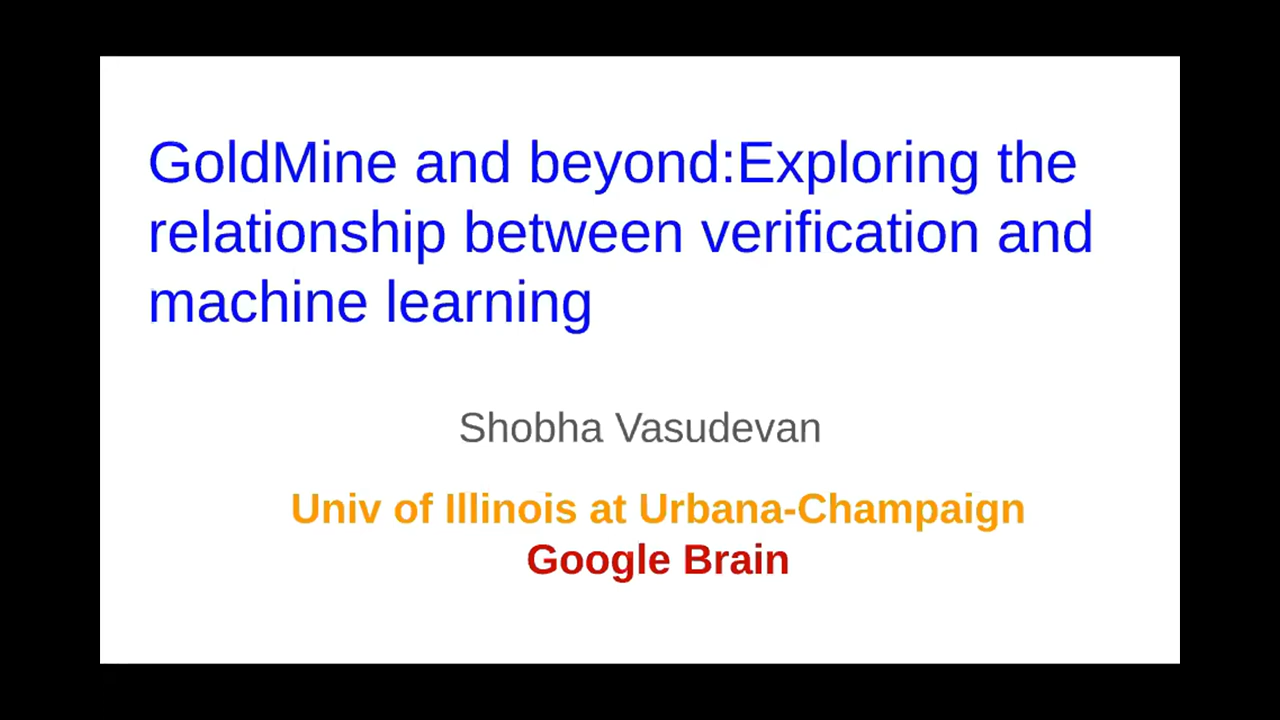 GoldMine and beyond:Exploring the
relationship between verification and
machine learning
Shobha Vasudevan
Univ of Illinois at Urbana-Champaign
Google Brain